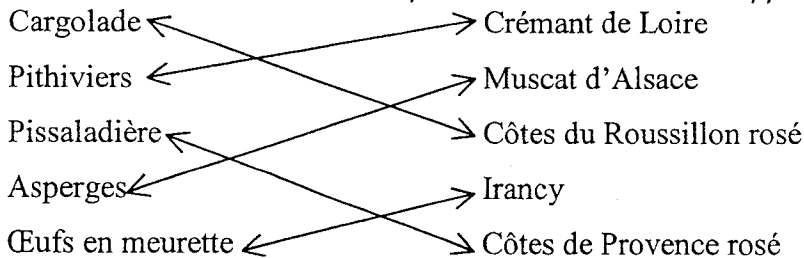 Cargolade Crémant de Loire
Pithiviers Muscat d'Alsace
Pissaladière Côtes du Roussillon rosé
Asperges Irancy
Œufs en meurette Côtes de Provence rosé